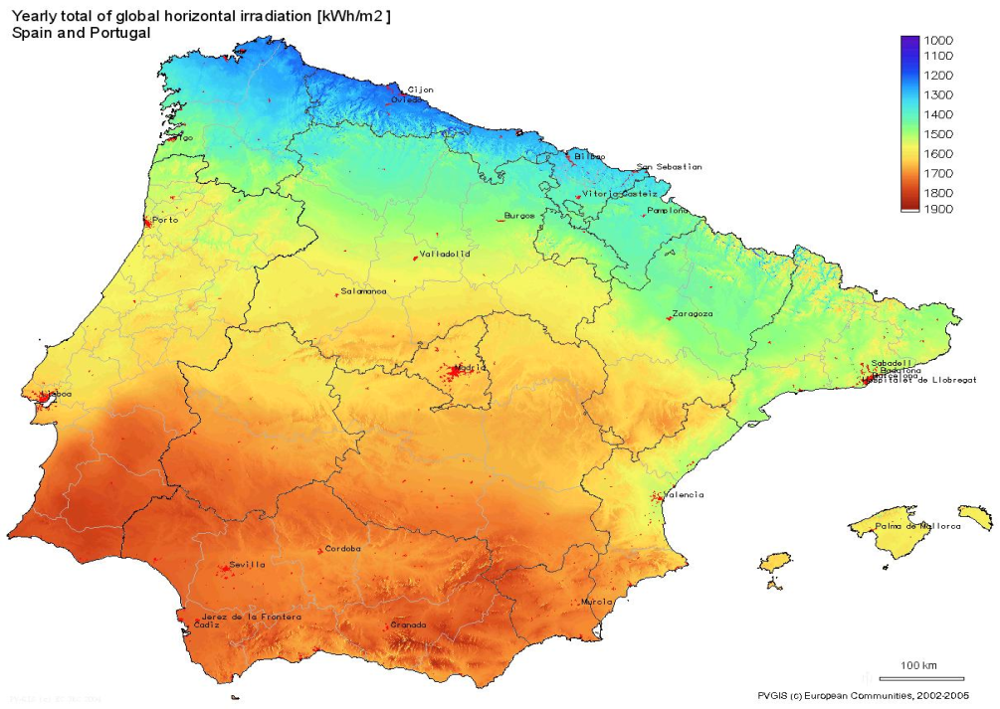 Yearly total of global horizontal irradiation [kWh/m2 ]
Spain and Portugal
1000
1100
1200
1300
1400
1500
1600
1700
1800
1900
Gijon
Oviedo
Bilbao
San Sebastian
Vitoria-Gasteiz
Pamplona
Porto
Burgos
Valladolid
Salamanca
Zaragoza
Madrid
Sabadell
Badalona
Barcelona
Hospitalet de Llobregat
Valencia
Palma de Mallorca
Cordoba
Sevilla
Murcia
Jerez de la Frontera
Cadiz
Granada
100 km
PVGIS (c) European Communities, 2002-2005